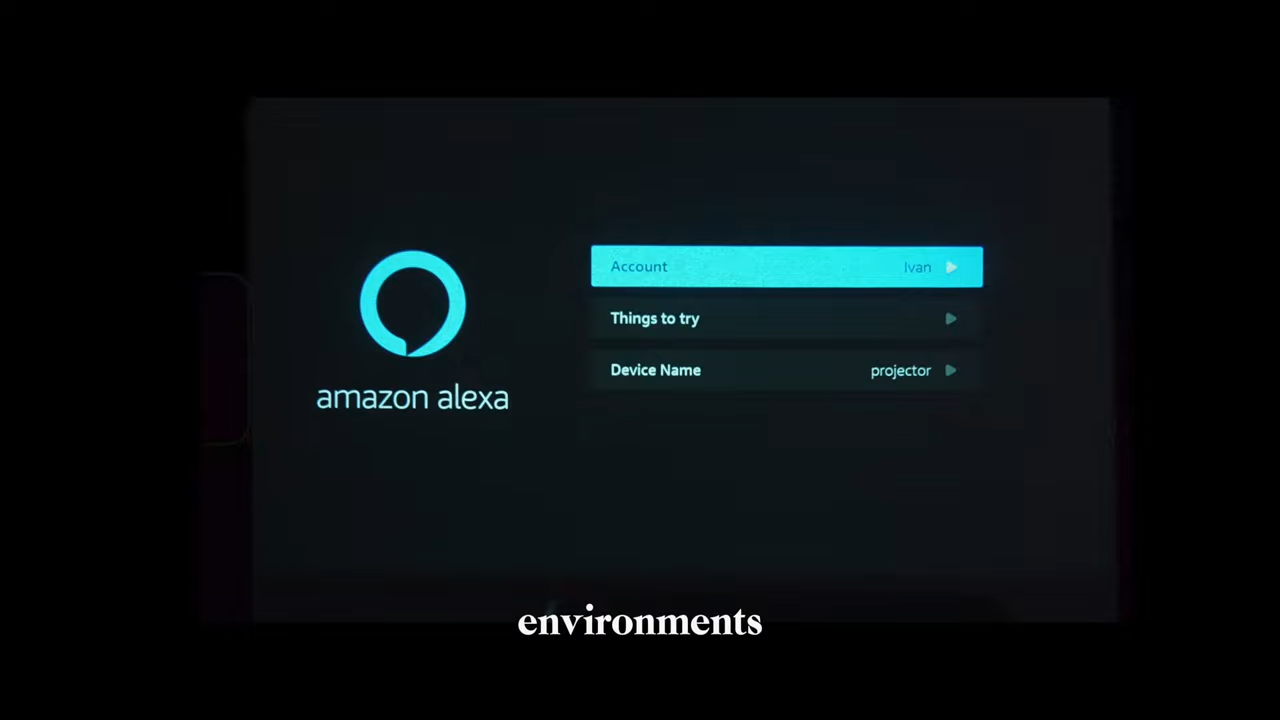 amazon alexa
Account Ivan
Things to try
Device Name projector
environments